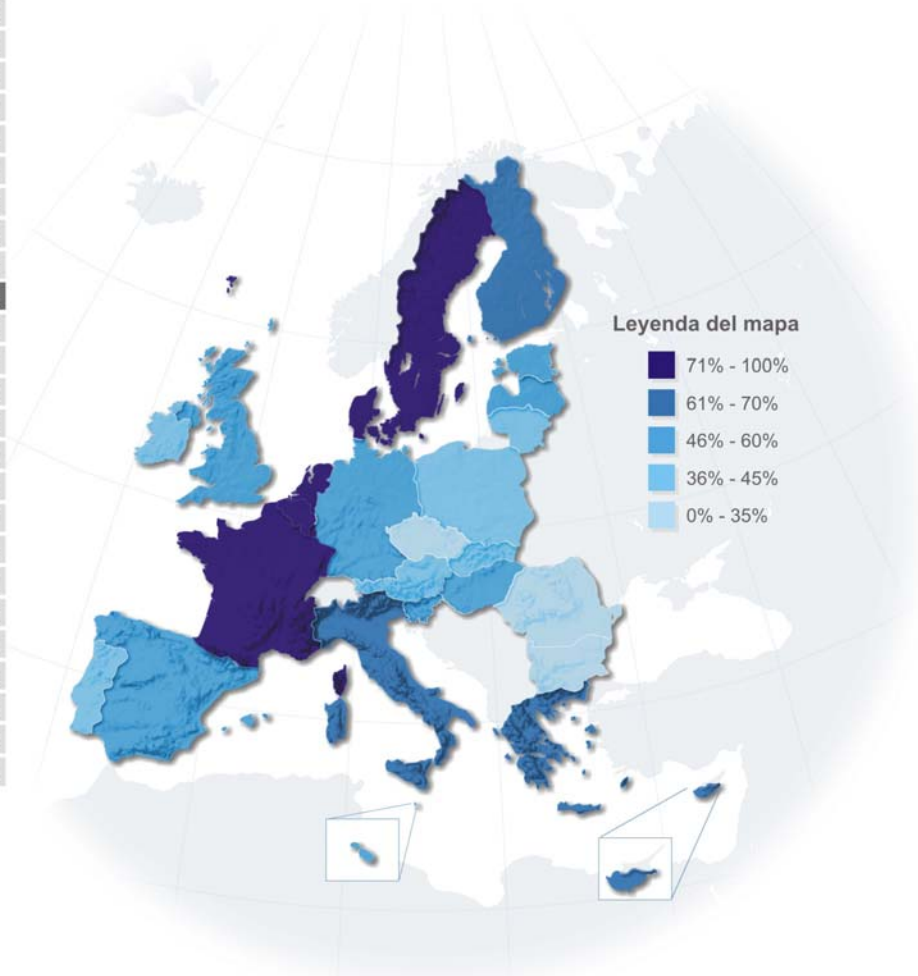 Leyenda del mapa
71% - 100%
61% - 70%
46% - 60%
36% - 45%
0% - 35%